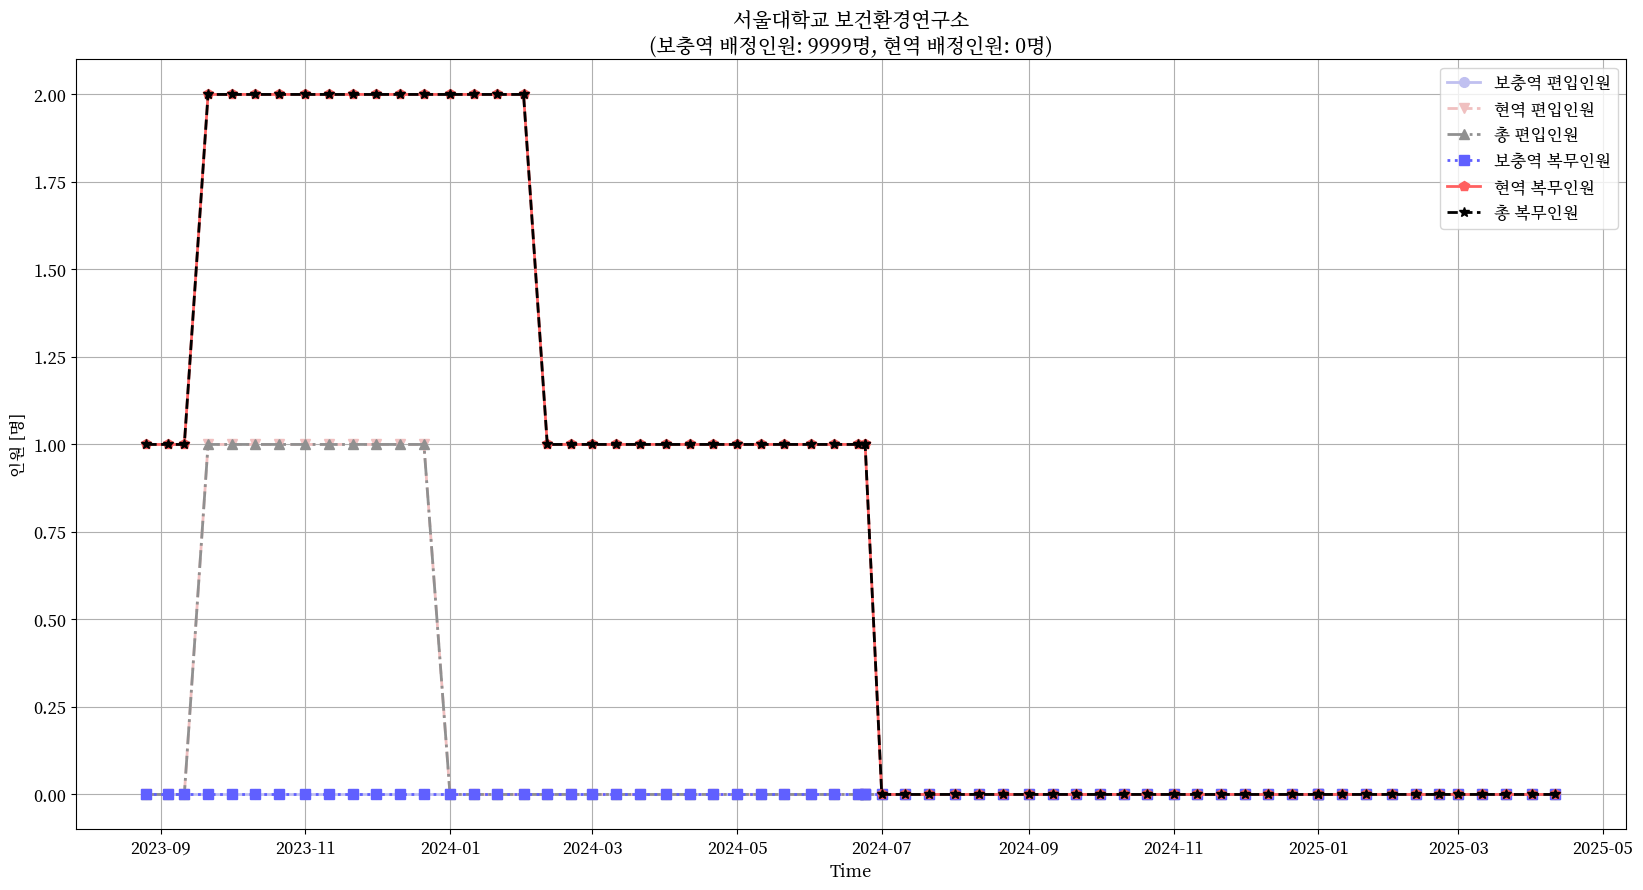 서울대학교 보건환경연구소
(보충역 배정인원: 9999명, 현역 배정인원: 0명)
보충역 편입인원
현역 편입인원
총 편입인원
보충역 복무인원
현역 복무인원
총 복무인원
인원 [명]
2.00
1.75
1.50
1.25
1.00
0.75
0.50
0.25
0.00
2023-09
2023-11
2024-01
2024-03
2024-05
2024-07
2024-09
2024-11
2025-01
2025-03
2025-05
Time